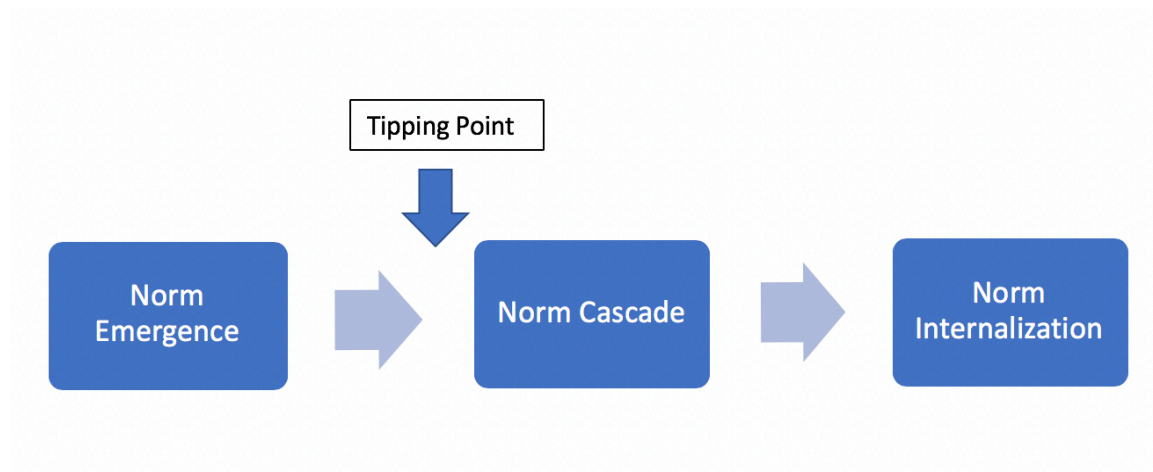 Tipping Point
Norm
Emergence
Norm Cascade
Norm
Internalization